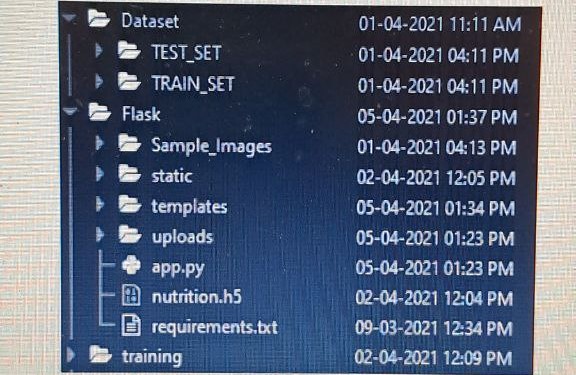 Dataset 01-04-2021 11:11 AM
TEST_SET 01-04-2021 04:11 PM
TRAIN_SET 01-04-2021 04:11 PM
Flask 05-04-2021 01:37 PM
Sample_Images 01-04-2021 04:13 PM
static 02-04-2021 12:05 PM
templates 05-04-2021 01:34 PM
uploads 05-04-2021 01:23 PM
app.py 05-04-2021 01:23 PM
nutrition.h5 02-04-2021 12:04 PM
requirements.txt 09-03-2021 12:34 PM
training 02-04-2021 12:09 PM